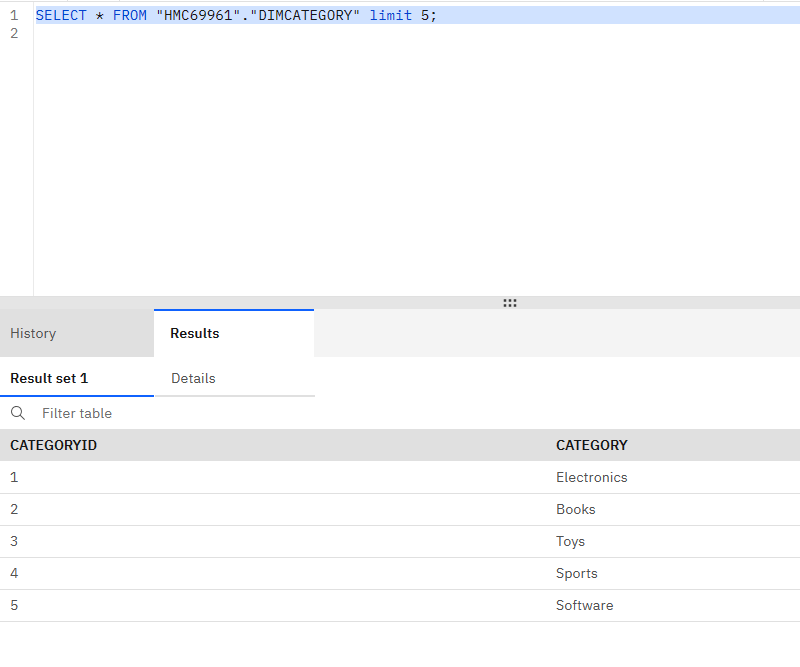 1 SELECT * FROM "HMC69961"."DIMCATEGORY" limit 5;
2
History Results
Result set 1 Details
Filter table
CATEGORYID CATEGORY
1 Electronics
2 Books
3 Toys
4 Sports
5 Software